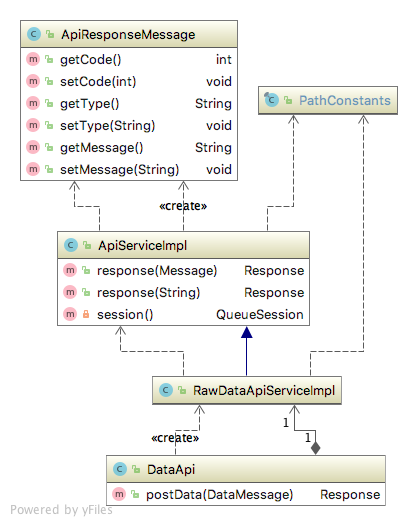 ApiResponseMessage
getCode() int
setCode(int) void
getType() String
setType(String) void
getMessage() String
setMessage(String) void
PathConstants
«create»
ApiServiceImpl
response(Message) Response
response(String) Response
session() QueueSession
RawDataApiServiceImpl
1
1
«create»
DataApi
postData(DataMessage) Response
Powered by yFiles